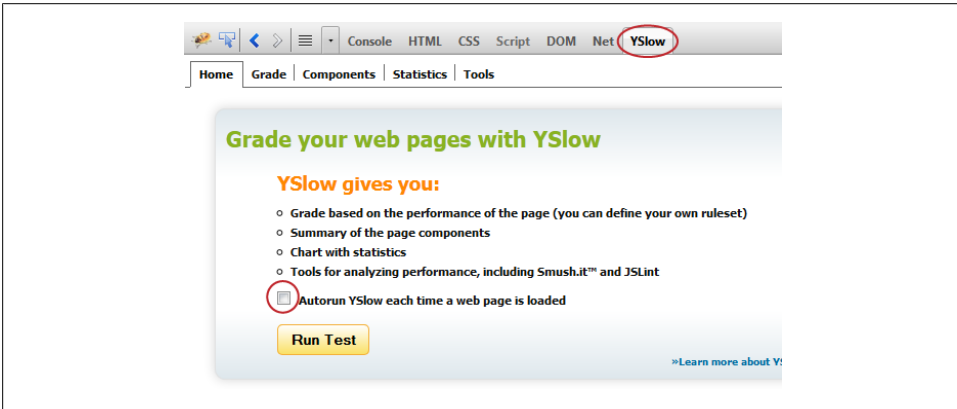 Console HTML CSS Script DOM Net YSlow
Home Grade Components Statistics Tools
Grade your web pages with YSlow
YSlow gives you:
Grade based on the performance of the page (you can define your own ruleset)
Summary of the page components
Chart with statistics
Tools for analyzing performance, including Smush.it™ and JSLint
Autorun YSlow each time a web page is loaded
Run Test
»Learn more about